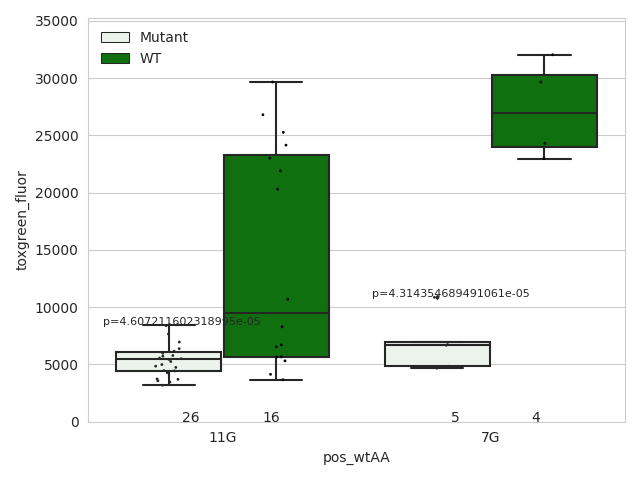 Mutant
WT
35000
30000
25000
20000
15000
10000
5000
0
toxgreen_fluor
p=4.607211602318995e-05
p=4.314354689491061e-05
26
16
5
4
11G
7G
pos_wtAA